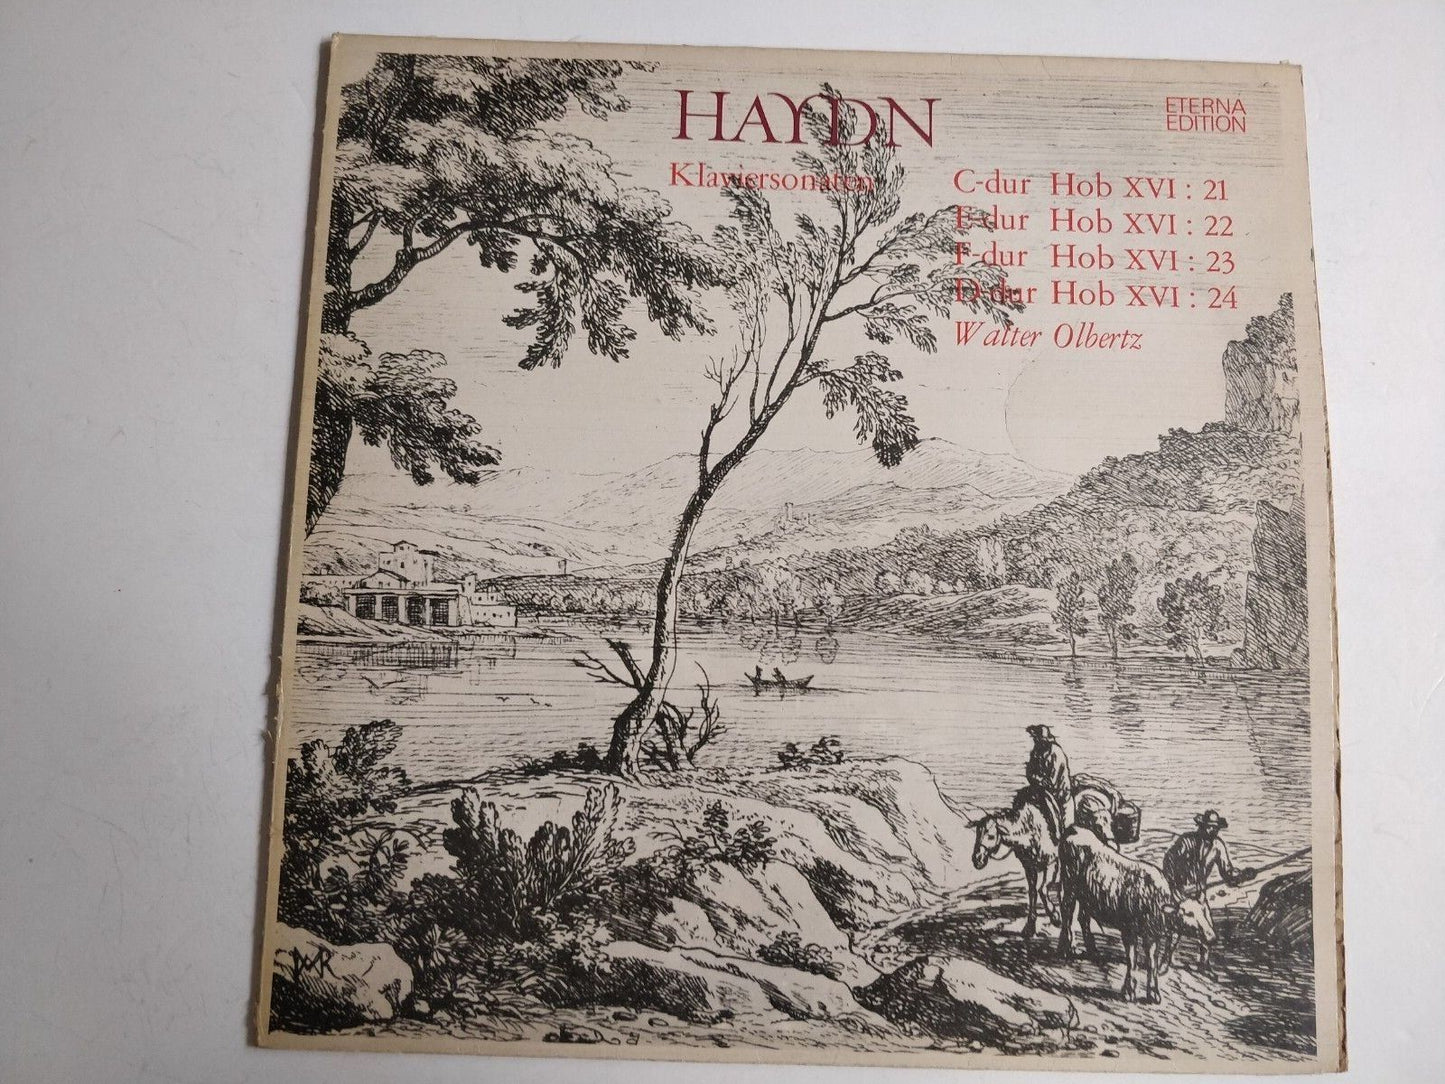 HAYDN
ETERNA
EDITION
Klaviersonaten
C-dur Hob XVI : 21
E-dur Hob XVI : 22
F-dur Hob XVI : 23
D-dur Hob XVI : 24
Walter Olbertz